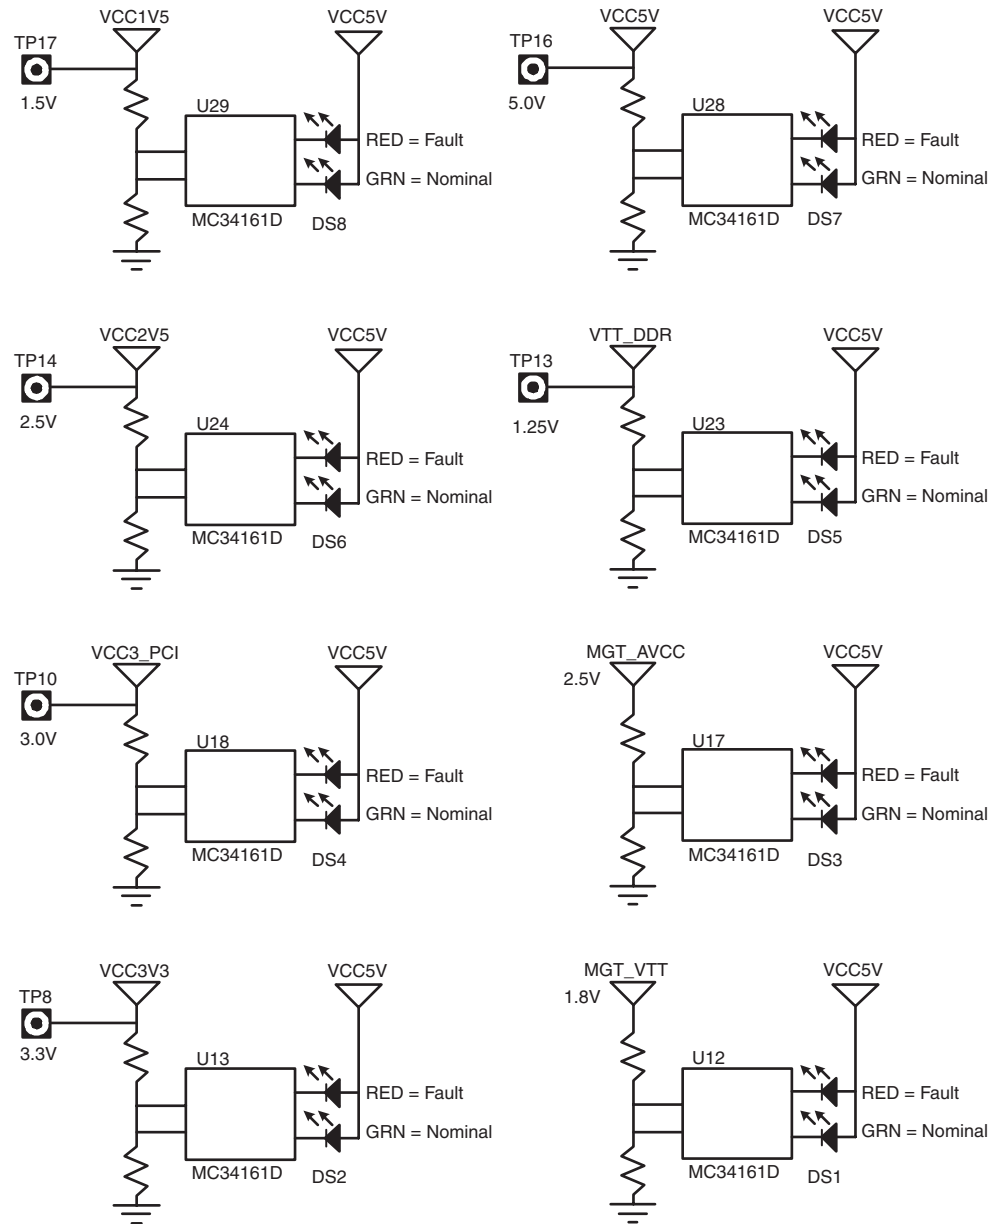 VCC1V5
VCC5V
TP17
1.5V
U29
RED = Fault
GRN = Nominal
MC34161D
DS8
VCC5V
VCC5V
TP16
5.0V
U28
RED = Fault
GRN = Nominal
MC34161D
DS7
VCC2V5
VCC5V
TP14
2.5V
U24
RED = Fault
GRN = Nominal
MC34161D
DS6
VTT_DDR
VCC5V
TP13
1.25V
U23
RED = Fault
GRN = Nominal
MC34161D
DS5
VCC3_PCI
VCC5V
TP10
3.0V
U18
RED = Fault
GRN = Nominal
MC34161D
DS4
MGT_AVCC
VCC5V
2.5V
U17
RED = Fault
GRN = Nominal
MC34161D
DS3
VCC3V3
VCC5V
TP8
3.3V
U13
RED = Fault
GRN = Nominal
MC34161D
DS2
MGT_VTT
VCC5V
1.8V
U12
RED = Fault
GRN = Nominal
MC34161D
DS1